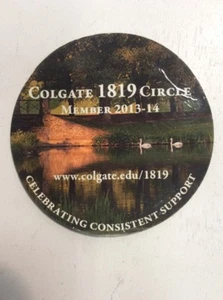 COLGATE 1819 CIRCLE
MEMBER 2013-14
www.colgate.edu/1819
CELEBRATING CONSISTENT SUPPORT